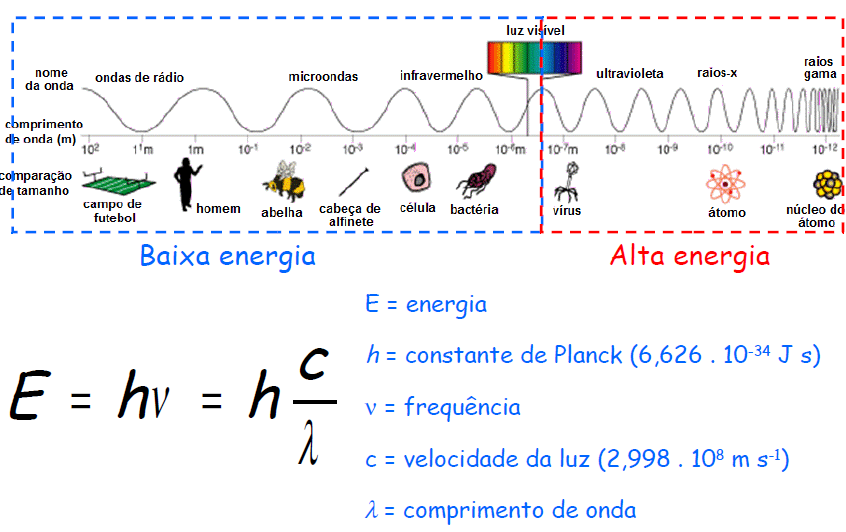 luz visível
nome
da onda
ondas de rádio
microondas
infravermelho
ultravioleta
raios-x
raios
gama
comprimento
de onda (m)
10² 1¹m 1m 10⁻¹ 10⁻² 10⁻³ 10⁻⁴ 10⁻⁵ 10⁻⁶m 10⁻⁷m 10⁻⁸ 10⁻⁹ 10⁻¹⁰ 10⁻¹¹ 10⁻¹²
comparação
de tamanho
campo de
futebol
homem
abelha
cabeça de
alfinete
célula
bactéria
vírus
átomo
núcleo do
átomo
Baixa energia
Alta energia
E = hν = h c/λ
E = energia
h = constante de Planck (6,626 . 10⁻³⁴ J s)
ν = frequência
c = velocidade da luz (2,998 . 10⁸ m s⁻¹)
λ = comprimento de onda